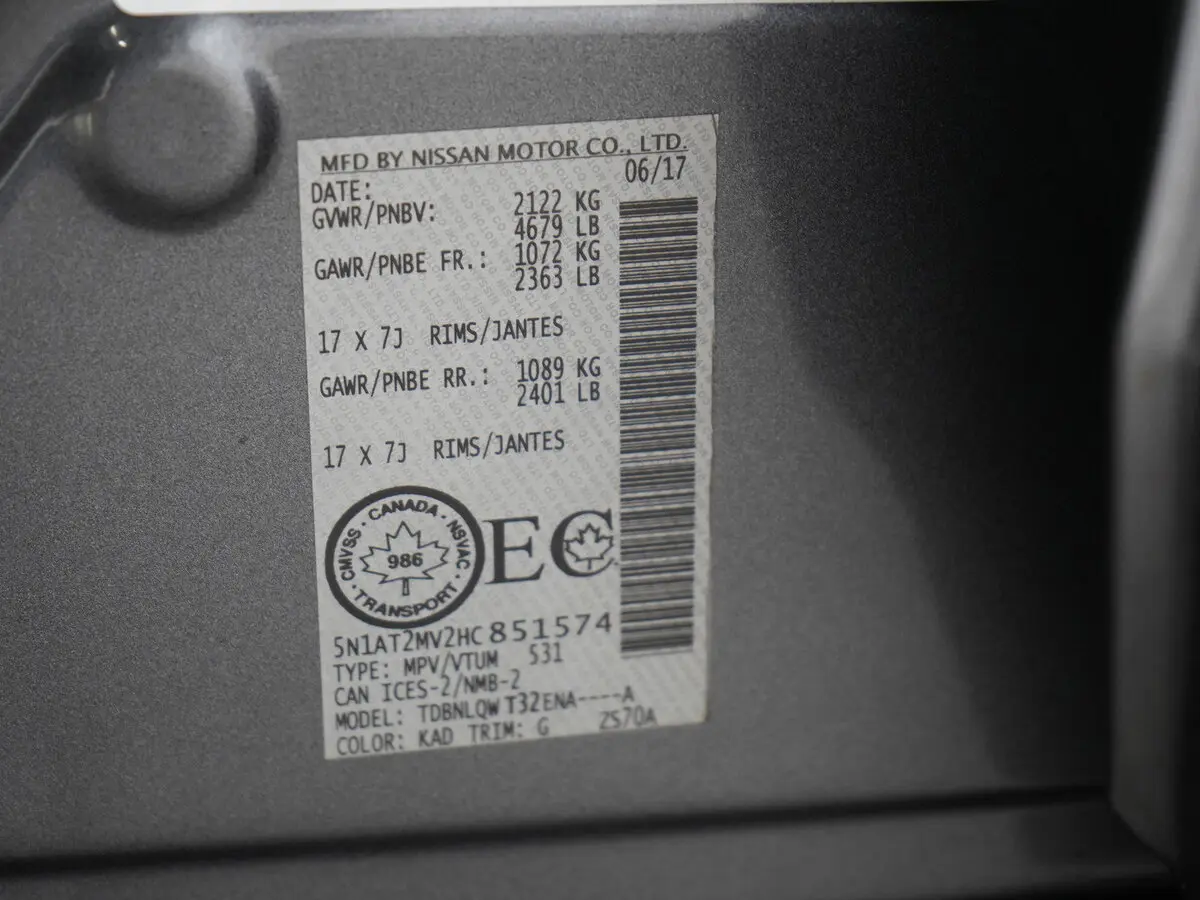 MFD BY NISSAN MOTOR CO., LTD.
DATE: 06/17
GVWR/PNBV: 2122 KG
4679 LB
GAWR/PNBE FR.: 1072 KG
2363 LB
17 X 7J RIMS/JANTES
GAWR/PNBE RR.: 1089 KG
2401 LB
17 X 7J RIMS/JANTES
CANADA · NSVAC · TRANSPORT · CMVSS ·
986
EC
5N1AT2MV2HC851574
TYPE: MPV/VTUM 531
CAN ICES-2/NMB-2
MODEL: TDBNLQW T32ENA----A
COLOR: KAD TRIM: G ZS70A